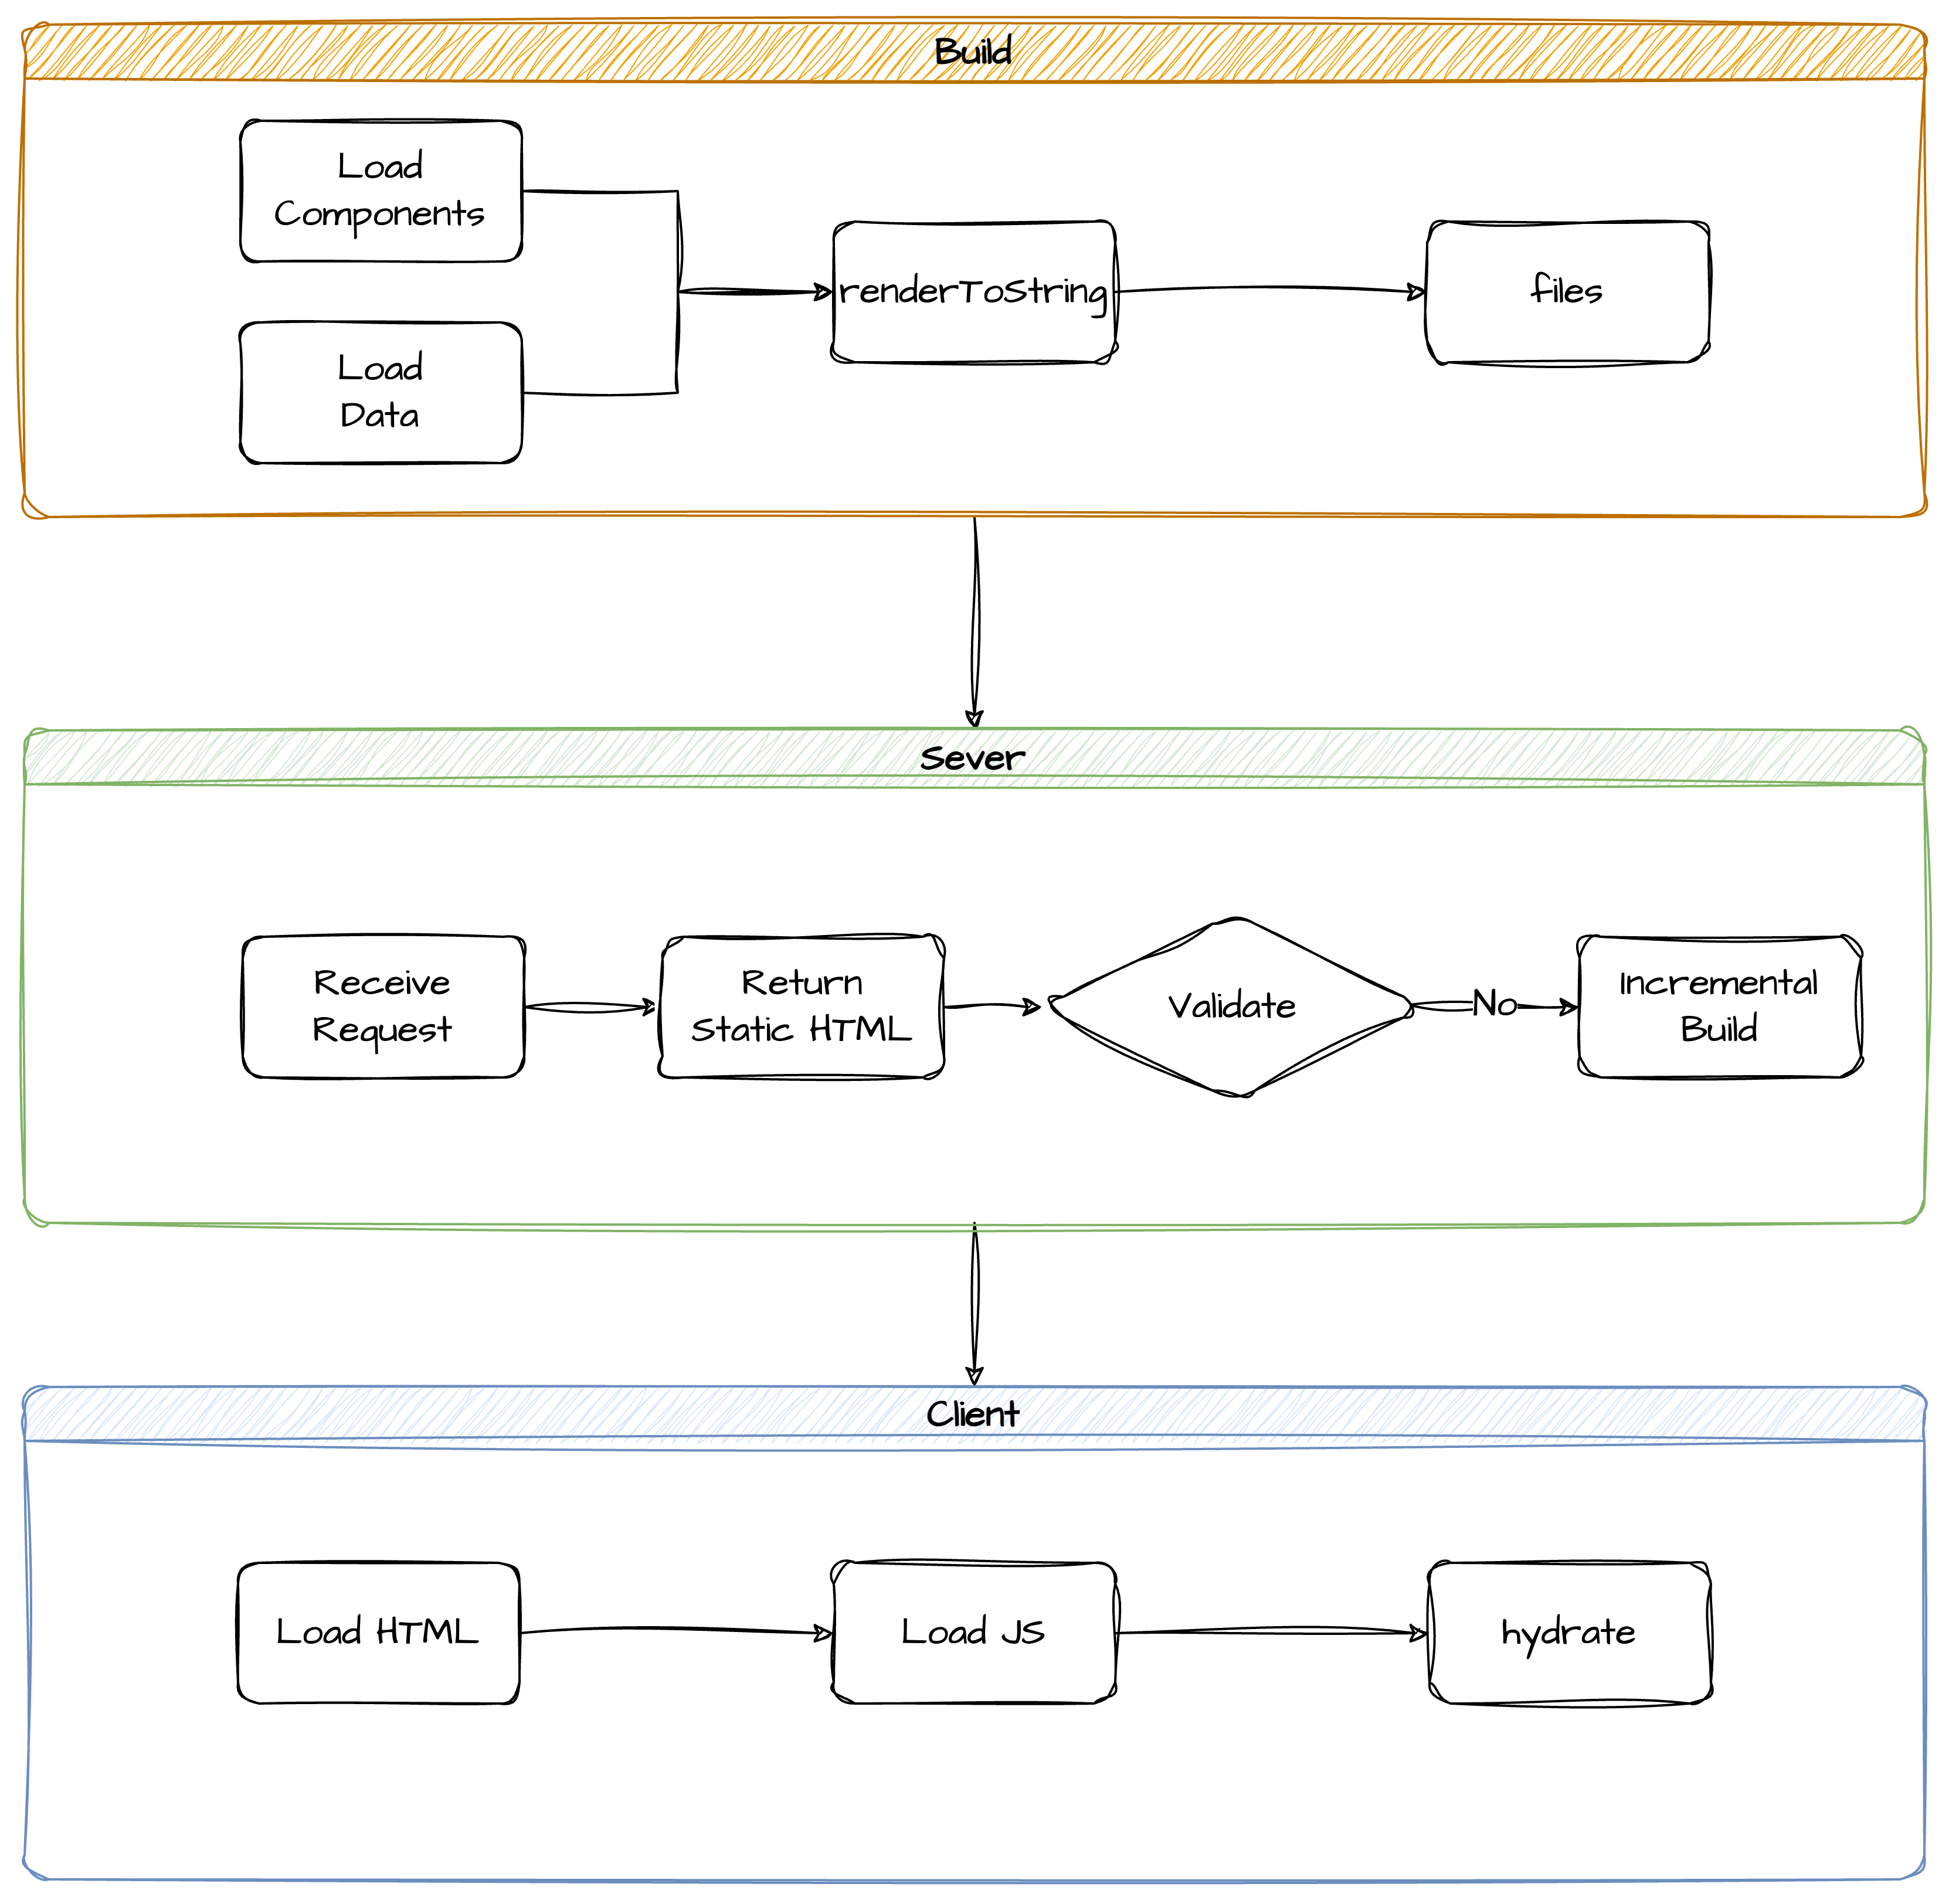 Build
Load
Components
Load
Data
renderToString
files
Sever
Receive
Request
Return
Static HTML
Validate
No
Incremental
Build
Client
Load HTML
Load JS
hydrate